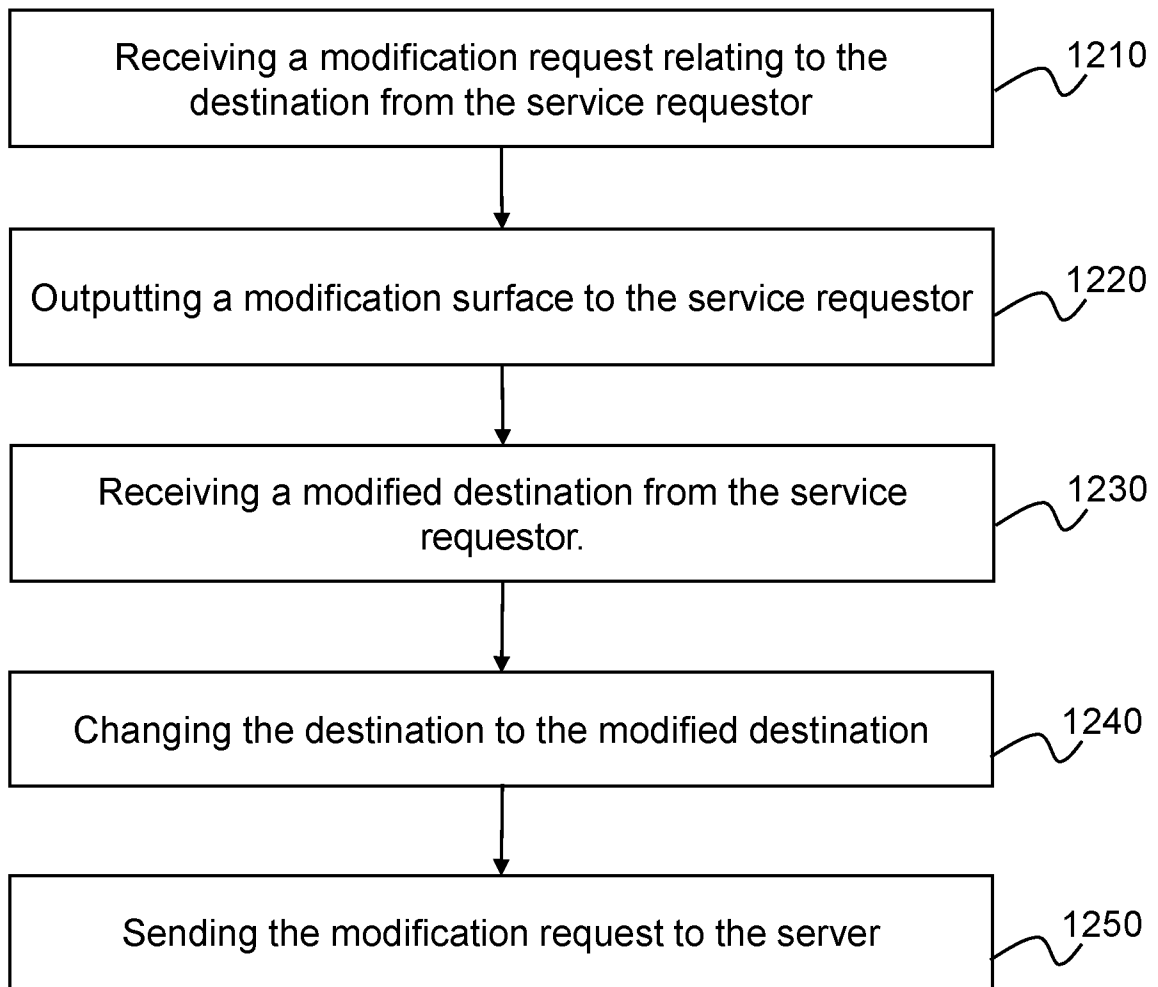 Receiving a modification request relating to the
destination from the service requestor
1210
Outputting a modification surface to the service requestor
1220
Receiving a modified destination from the service
requestor.
1230
Changing the destination to the modified destination
1240
Sending the modification request to the server
1250